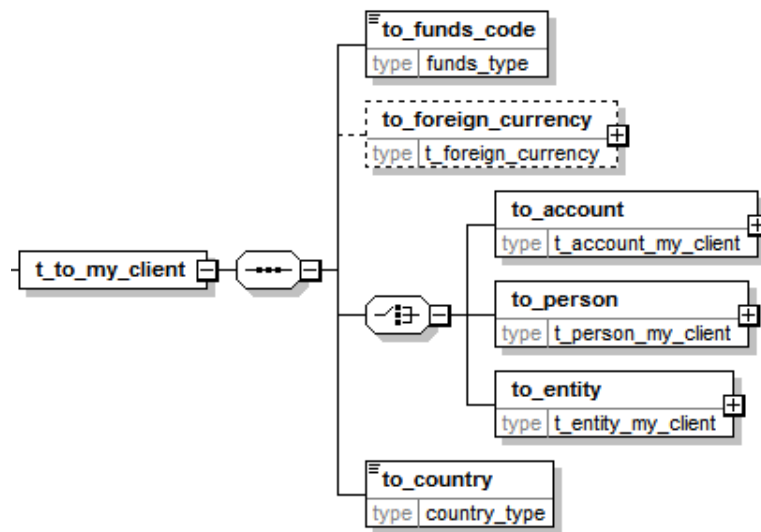 to_funds_code
type funds_type
to_foreign_currency
type t_foreign_currency
to_account
type t_account_my_client
t_to_my_client
to_person
type t_person_my_client
to_entity
type t_entity_my_client
to_country
type country_type